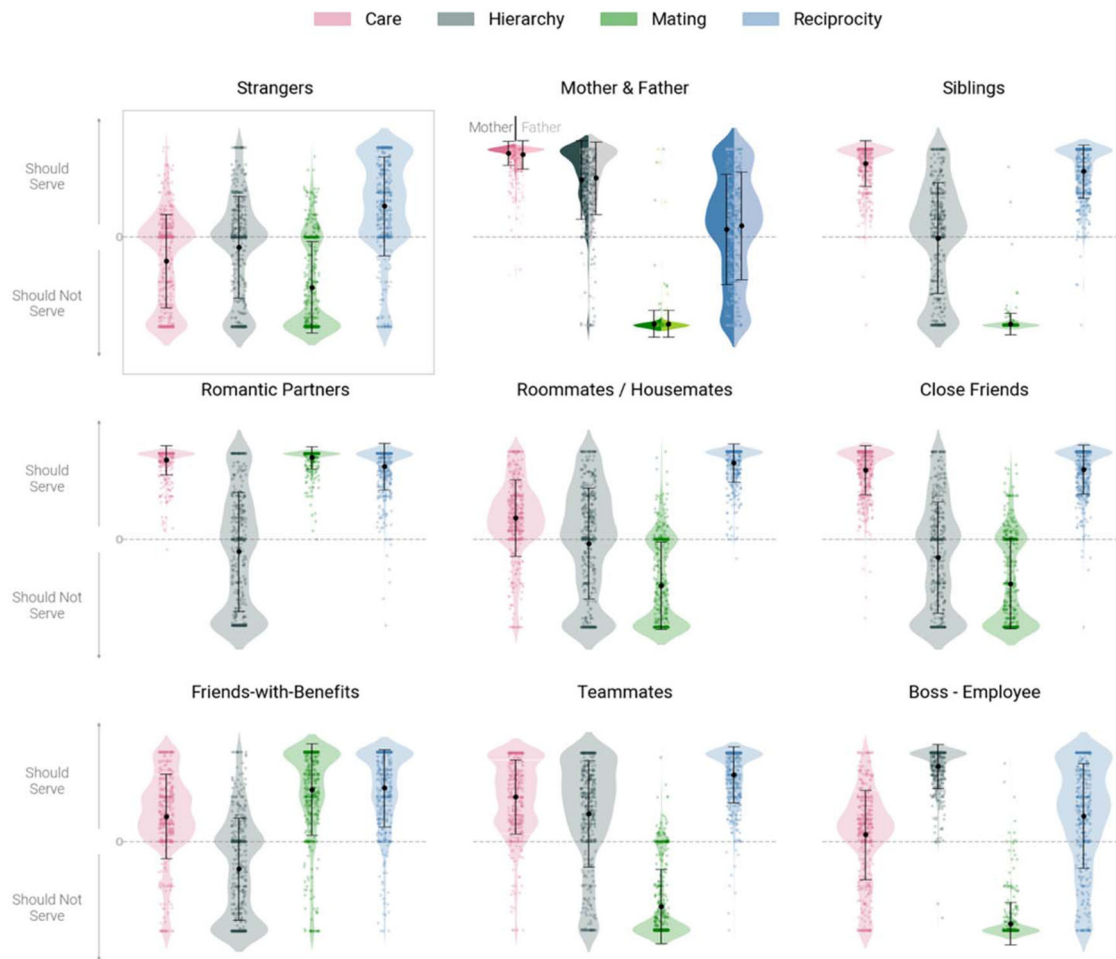 Care Hierarchy Mating Reciprocity
Strangers
Mother & Father
Siblings
Mother Father
Should
Serve
0
Should Not
Serve
Romantic Partners
Roommates / Housemates
Close Friends
Should
Serve
0
Should Not
Serve
Friends-with-Benefits
Teammates
Boss - Employee
Should
Serve
0
Should Not
Serve